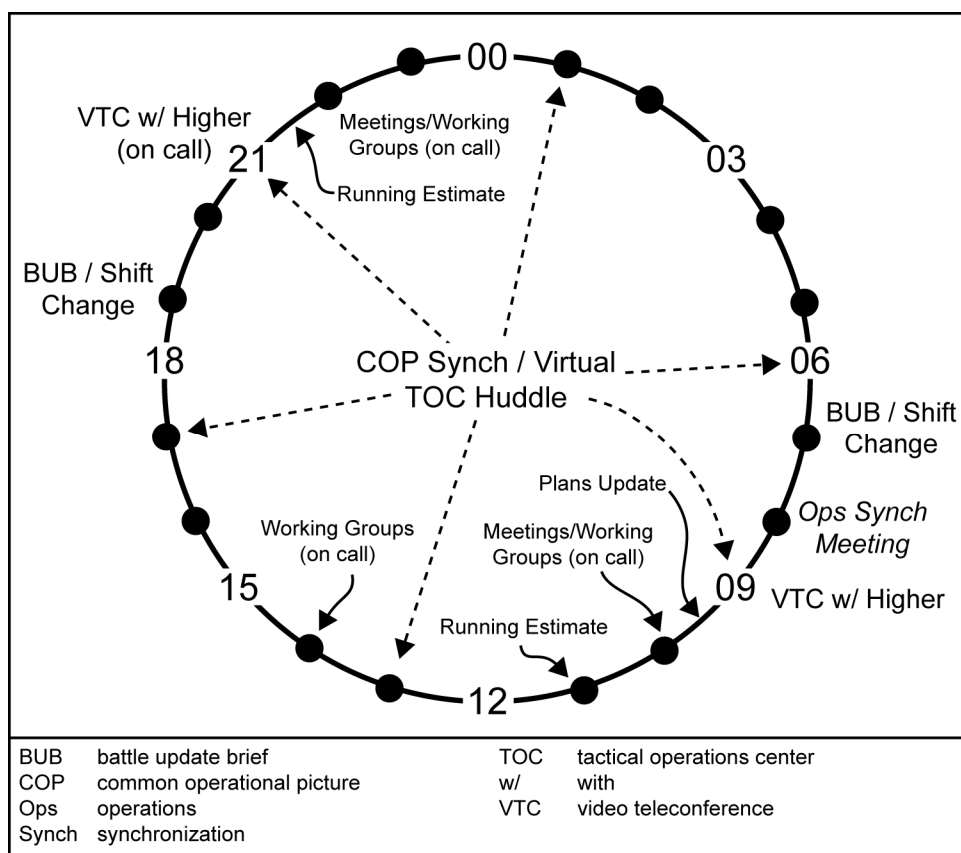 00
VTC w/ Higher
(on call)
21
Meetings/Working
Groups (on call)
Running Estimate
03
BUB / Shift
Change
18
COP Synch / Virtual
TOC Huddle
06
BUB / Shift
Change
Plans Update
Ops Synch
Meeting
Working Groups
(on call)
Meetings/Working
Groups (on call)
15
09
VTC w/ Higher
Running Estimate
12
BUB battle update brief
COP common operational picture
Ops operations
Synch synchronization
TOC tactical operations center
w/ with
VTC video teleconference